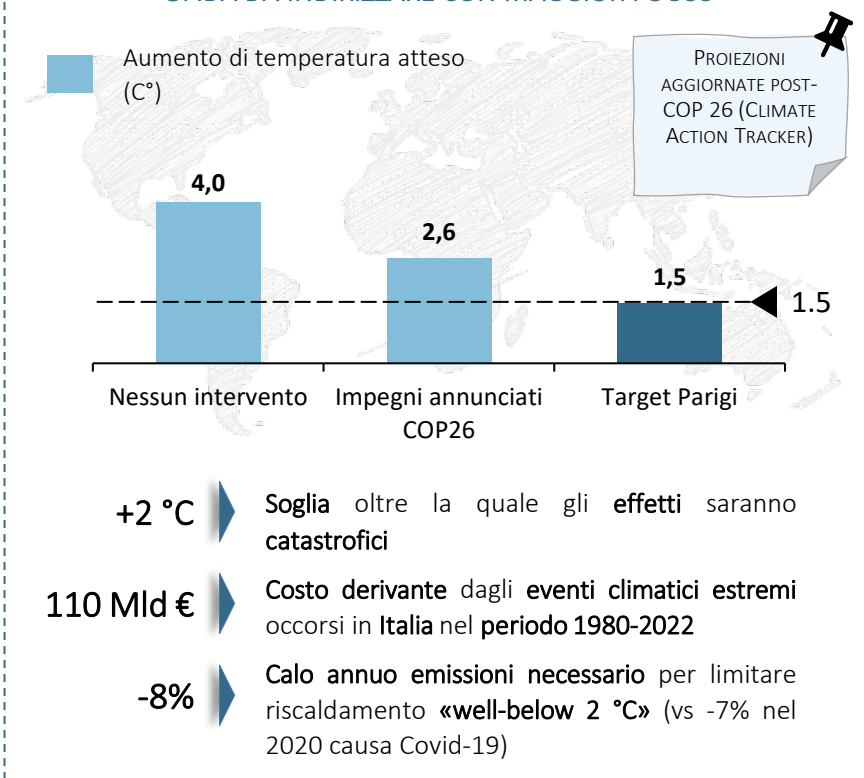 Aumento di temperatura atteso
(C°)
PROIEZIONI
AGGIORNATE POST-
COP 26 (CLIMATE
ACTION TRACKER)
4,0
2,6
1,5
1.5
Nessun intervento
Impegni annunciati
COP26
Target Parigi
+2 °C
Soglia oltre la quale gli effetti saranno
catastrofici
110 Mld €
Costo derivante dagli eventi climatici estremi
occorsi in Italia nel periodo 1980-2022
-8%
Calo annuo emissioni necessario per limitare
riscaldamento «well-below 2 °C» (vs -7% nel
2020 causa Covid-19)